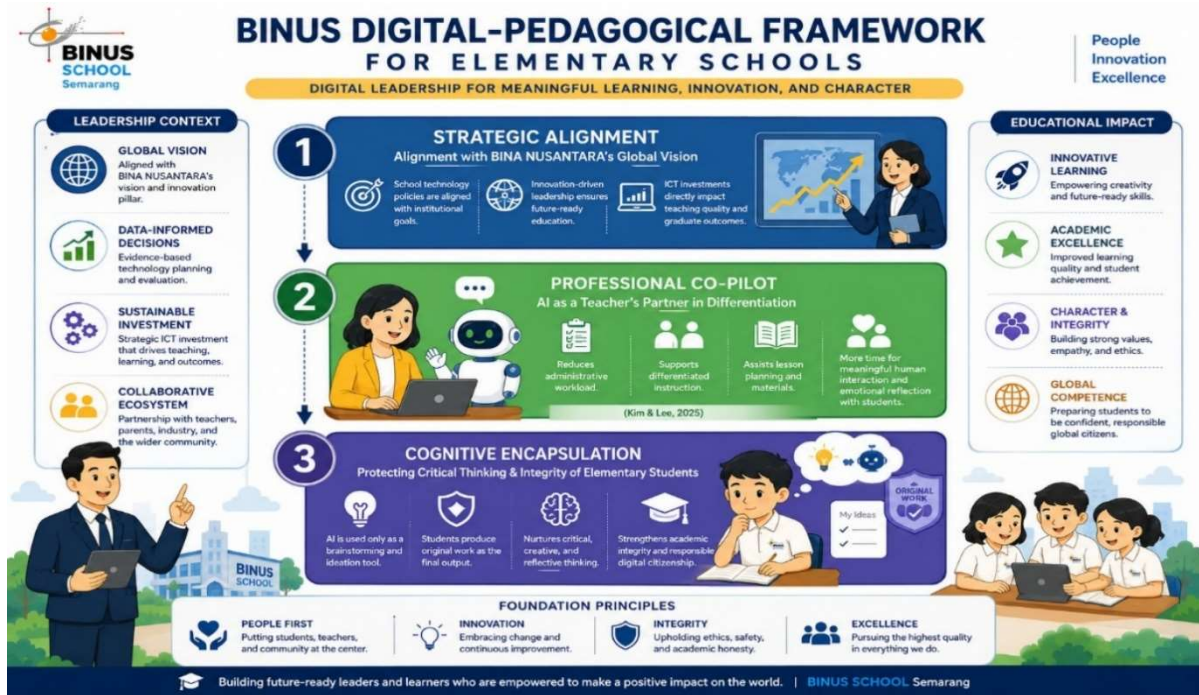 BINUS
SCHOOL
Semarang
BINUS DIGITAL-PEDAGOGICAL FRAMEWORK
FOR ELEMENTARY SCHOOLS
DIGITAL LEADERSHIP FOR MEANINGFUL LEARNING, INNOVATION, AND CHARACTER
People
Innovation
Excellence
LEADERSHIP CONTEXT
GLOBAL VISION
Aligned with
BINA NUSANTARA's
vision and innovation
pillar.
DATA-INFORMED
DECISIONS
Evidence-based
technology planning
and evaluation.
SUSTAINABLE
INVESTMENT
Strategic ICT investment
that drives teaching,
learning, and outcomes.
COLLABORATIVE
ECOSYSTEM
Partnership with teachers,
parents, industry, and
the wider community.
1
STRATEGIC ALIGNMENT
Alignment with BINA NUSANTARA's Global Vision
School technology
policies are aligned
with institutional
goals.
Innovation-driven
leadership ensures
future-ready
education.
ICT investments
directly impact
teaching quality and
graduate outcomes.
2
PROFESSIONAL CO-PILOT
AI as a Teacher's Partner in Differentiation
Reduces
administrative
workload.
Supports
differentiated
instruction.
Assists lesson
planning and
materials.
More time for
meaningful human
interaction and
emotional reflection
with students.
(Kim & Lee, 2025)
3
COGNITIVE ENCAPSULATION
Protecting Critical Thinking & Integrity of Elementary Students
AI is used only as a
brainstorming and
ideation tool.
Students produce
original work as the
final output.
Nurtures critical,
creative, and
reflective thinking.
Strengthens academic
integrity and responsible
digital citizenship.
My Ideas
ORIGINAL
WORK
EDUCATIONAL IMPACT
INNOVATIVE
LEARNING
Empowering creativity
and future-ready skills.
ACADEMIC
EXCELLENCE
Improved learning
quality and student
achievement.
CHARACTER &
INTEGRITY
Building strong values,
empathy, and ethics.
GLOBAL
COMPETENCE
Preparing students to
be confident, responsible
global citizens.
BINUS
SCHOOL
FOUNDATION PRINCIPLES
PEOPLE FIRST
Putting students, teachers,
and community at the center.
INNOVATION
Embracing change and
continuous improvement.
INTEGRITY
Upholding ethics, safety,
and academic honesty.
EXCELLENCE
Pursuing the highest quality
in everything we do.
Building future-ready leaders and learners who are empowered to make a positive impact on the world. | BINUS SCHOOL Semarang